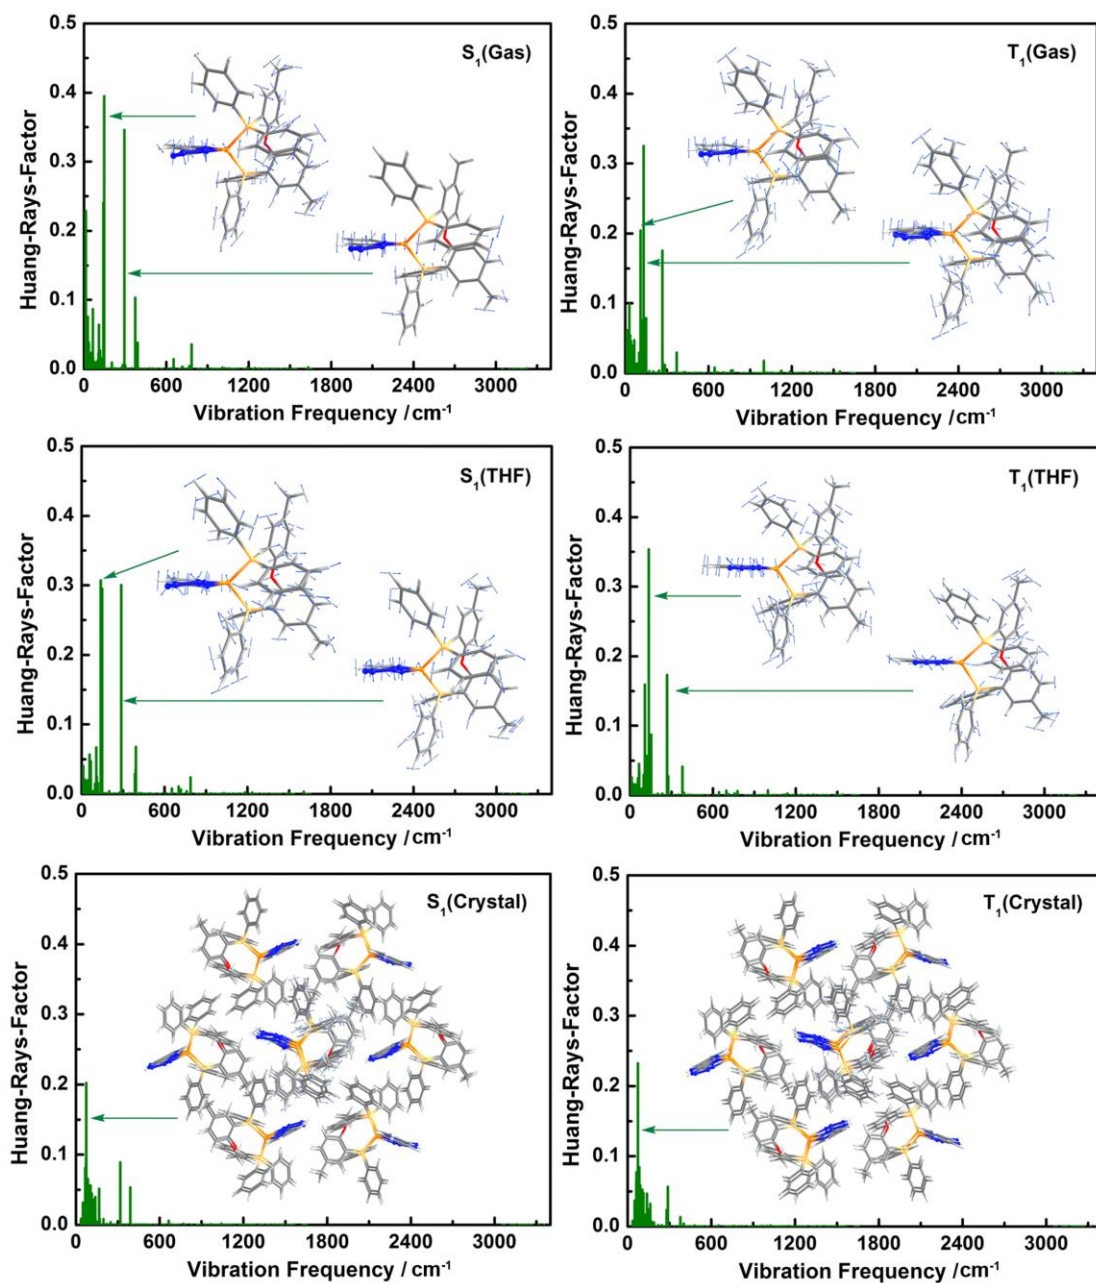 S1(Gas)
Huang-Rays-Factor
0.5
0.4
0.3
0.2
0.1
0.0
0 600 1200 1800 2400 3000
Vibration Frequency /cm-1
T1(Gas)
Huang-Rays-Factor
0.5
0.4
0.3
0.2
0.1
0.0
0 600 1200 1800 2400 3000
Vibration Frequency /cm-1
S1(THF)
Huang-Rays-Factor
0.5
0.4
0.3
0.2
0.1
0.0
0 600 1200 1800 2400 3000
Vibration Frequency /cm-1
T1(THF)
Huang-Rays-Factor
0.5
0.4
0.3
0.2
0.1
0.0
0 600 1200 1800 2400 3000
Vibration Frequency /cm-1
S1(Crystal)
Huang-Rays-Factor
0.5
0.4
0.3
0.2
0.1
0.0
0 600 1200 1800 2400 3000
Vibration Frequency /cm-1
T1(Crystal)
Huang-Rays-Factor
0.5
0.4
0.3
0.2
0.1
0.0
0 600 1200 1800 2400 3000
Vibration Frequency /cm-1